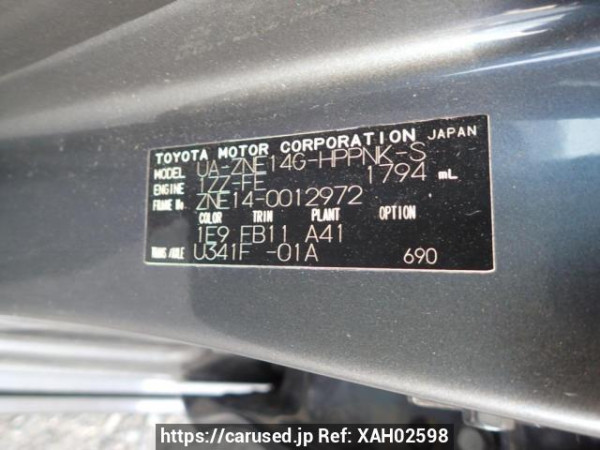 TOYOTA MOTOR CORPORATION JAPAN
MODEL UA-ZNE14G-HPPNK-S
ENGINE 1ZZ-FE 1794 mL
FRAME No. ZNE14-0012972
COLOR TRIM PLANT OPTION
1E9 FB11 A41
TRANS/AXLE U341F -01A 690
https://carused.jp Ref: XAH02598